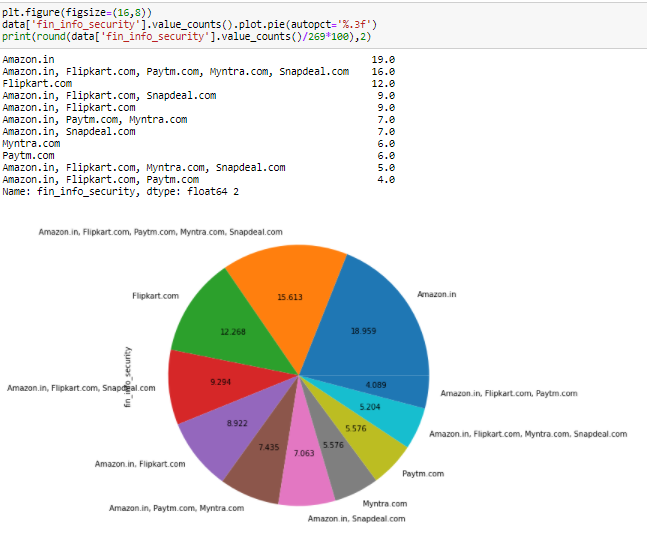 plt.figure(figsize=(16,8))
data['fin_info_security'].value_counts().plot.pie(autopct='%.3f')
print(round(data['fin_info_security'].value_counts()/269*100),2)
Amazon.in 19.0
Amazon.in, Flipkart.com, Paytm.com, Myntra.com, Snapdeal.com 16.0
Flipkart.com 12.0
Amazon.in, Flipkart.com, Snapdeal.com 9.0
Amazon.in, Flipkart.com 9.0
Amazon.in, Paytm.com, Myntra.com 7.0
Amazon.in, Snapdeal.com 7.0
Myntra.com 6.0
Paytm.com 6.0
Amazon.in, Flipkart.com, Myntra.com, Snapdeal.com 5.0
Amazon.in, Flipkart.com, Paytm.com 4.0
Name: fin_info_security, dtype: float64 2
Amazon.in, Flipkart.com, Paytm.com, Myntra.com, Snapdeal.com
Flipkart.com
15.613
Amazon.in
12.268
18.959
fin_info_security
Amazon.in, Flipkart.com, Snapdeal.com
9.294
4.089
Amazon.in, Flipkart.com, Paytm.com
5.204
8.922
5.576
Amazon.in, Flipkart.com, Myntra.com, Snapdeal.com
7.435
7.063
5.576
Amazon.in, Flipkart.com
Paytm.com
Amazon.in, Paytm.com, Myntra.com
Myntra.com
Amazon.in, Snapdeal.com